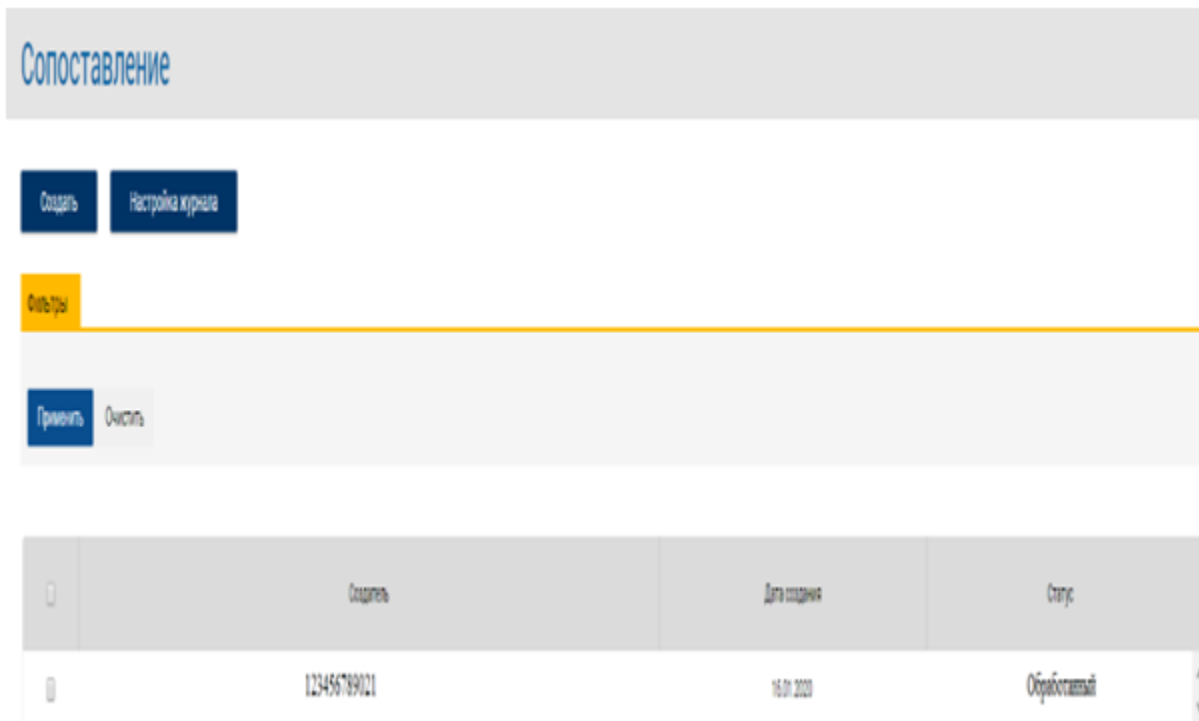 Сопоставление
Создать Настройка журнала
Фильтры
Применить Очистить
Создатель Дата создания Статус
123456789021 16.01.2020 Обработанный